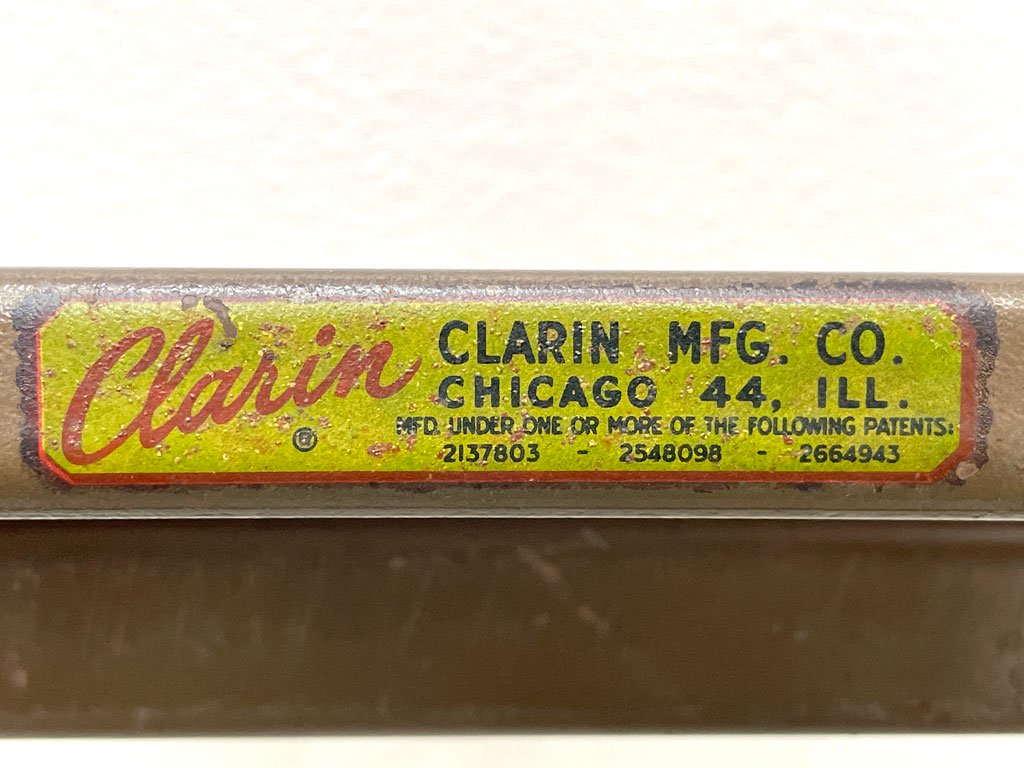 Clarin
®
CLARIN MFG. CO.
CHICAGO 44, ILL.
MFD. UNDER ONE OR MORE OF THE FOLLOWING PATENTS:
2137803 - 2548098 - 2664943